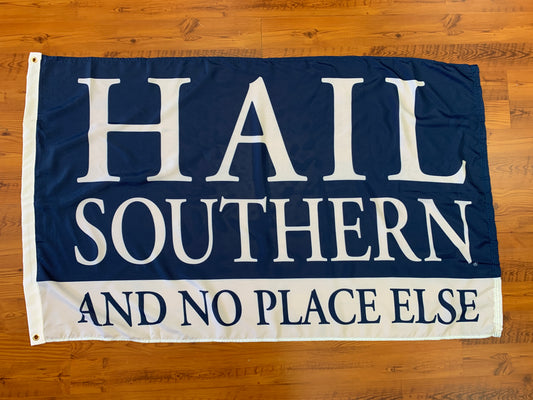 HAIL
SOUTHERN
AND NO PLACE ELSE